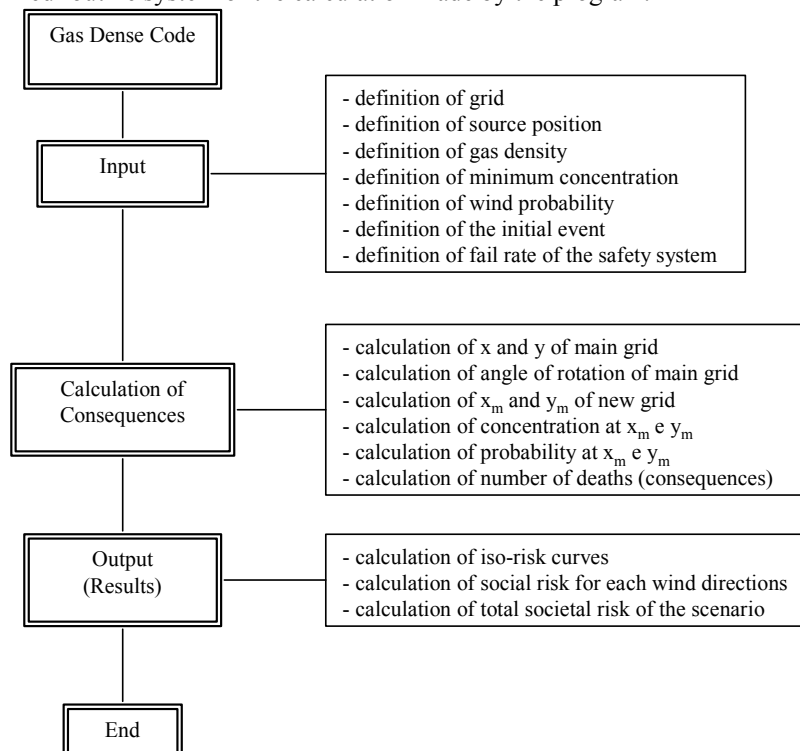 Gas Dense Code
- definition of grid
- definition of source position
- definition of gas density
- definition of minimum concentration
- definition of wind probability
- definition of the initial event
- definition of fail rate of the safety system
Input
- calculation of x and y of main grid
- calculation of angle of rotation of main grid
- calculation of xₘ and yₘ of new grid
- calculation of concentration at xₘ e yₘ
- calculation of probability at xₘ e yₘ
- calculation of number of deaths (consequences)
Calculation of
Consequences
Output
(Results)
- calculation of iso-risk curves
- calculation of social risk for each wind directions
- calculation of total societal risk of the scenario
End